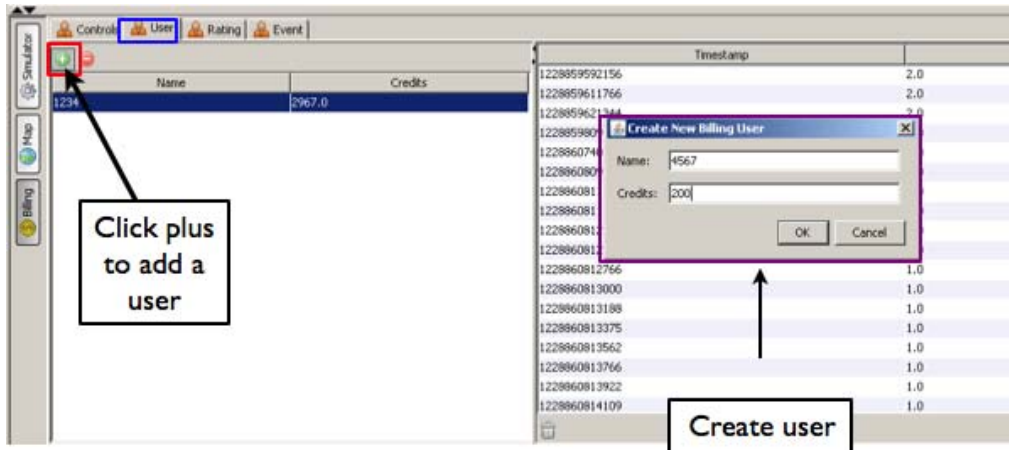 Controls
User
Rating
Event
Simulator
Map
Billing
Name
Credits
1234
2967.0
Click plus
to add a
user
Timestamp
1228859592156
2.0
1228859611766
2.0
1228859621344
2.0
Create New Billing User
Name:
4567
Credits:
200
OK
Cancel
1228860812766
1.0
1228860813000
1.0
1228860813188
1.0
1228860813375
1.0
1228860813562
1.0
1228860813766
1.0
1228860813922
1.0
1228860814109
1.0
Create user